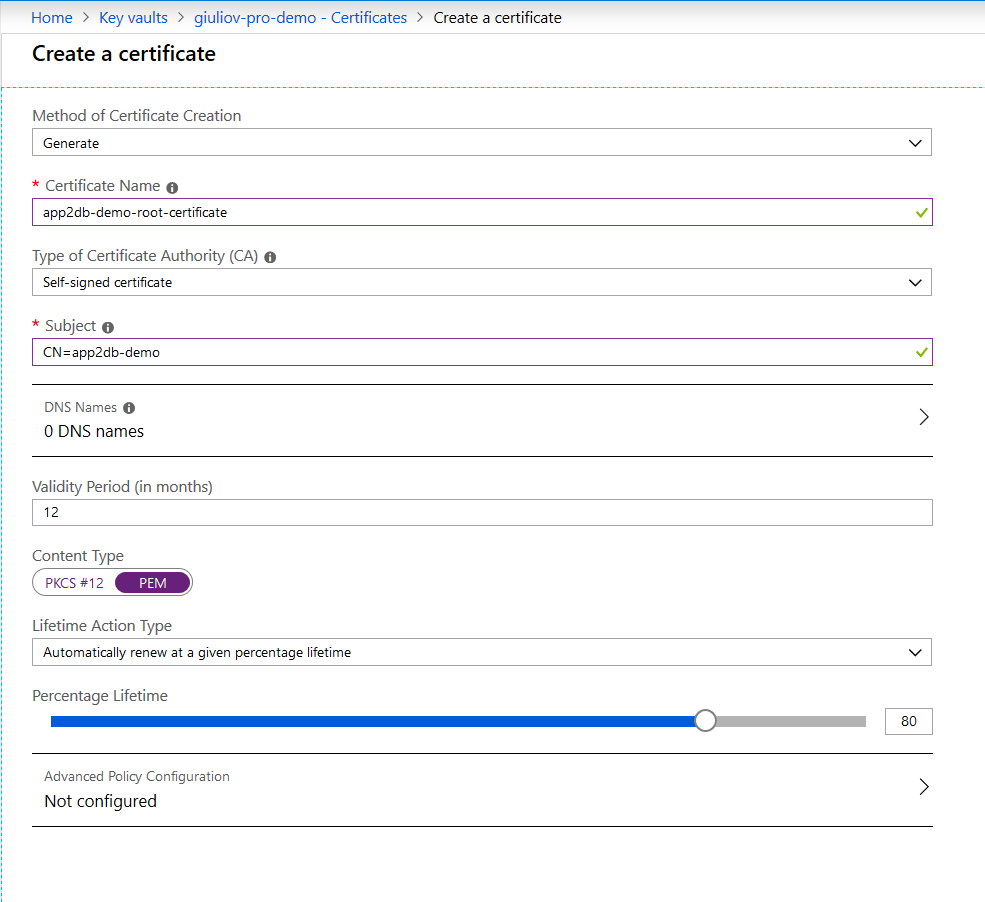 Home > Key vaults > giuliov-pro-demo - Certificates > Create a certificate
Create a certificate
Method of Certificate Creation
Generate
* Certificate Name
app2db-demo-root-certificate
Type of Certificate Authority (CA)
Self-signed certificate
* Subject
CN=app2db-demo
DNS Names
0 DNS names
Validity Period (in months)
12
Content Type
PKCS #12 PEM
Lifetime Action Type
Automatically renew at a given percentage lifetime
Percentage Lifetime
80
Advanced Policy Configuration
Not configured